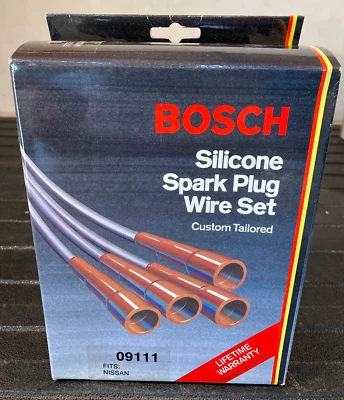 BOSCH
Silicone
Spark Plug
Wire Set
Custom Tailored
LIFETIME
WARRANTY
09111
FITS:
NISSAN